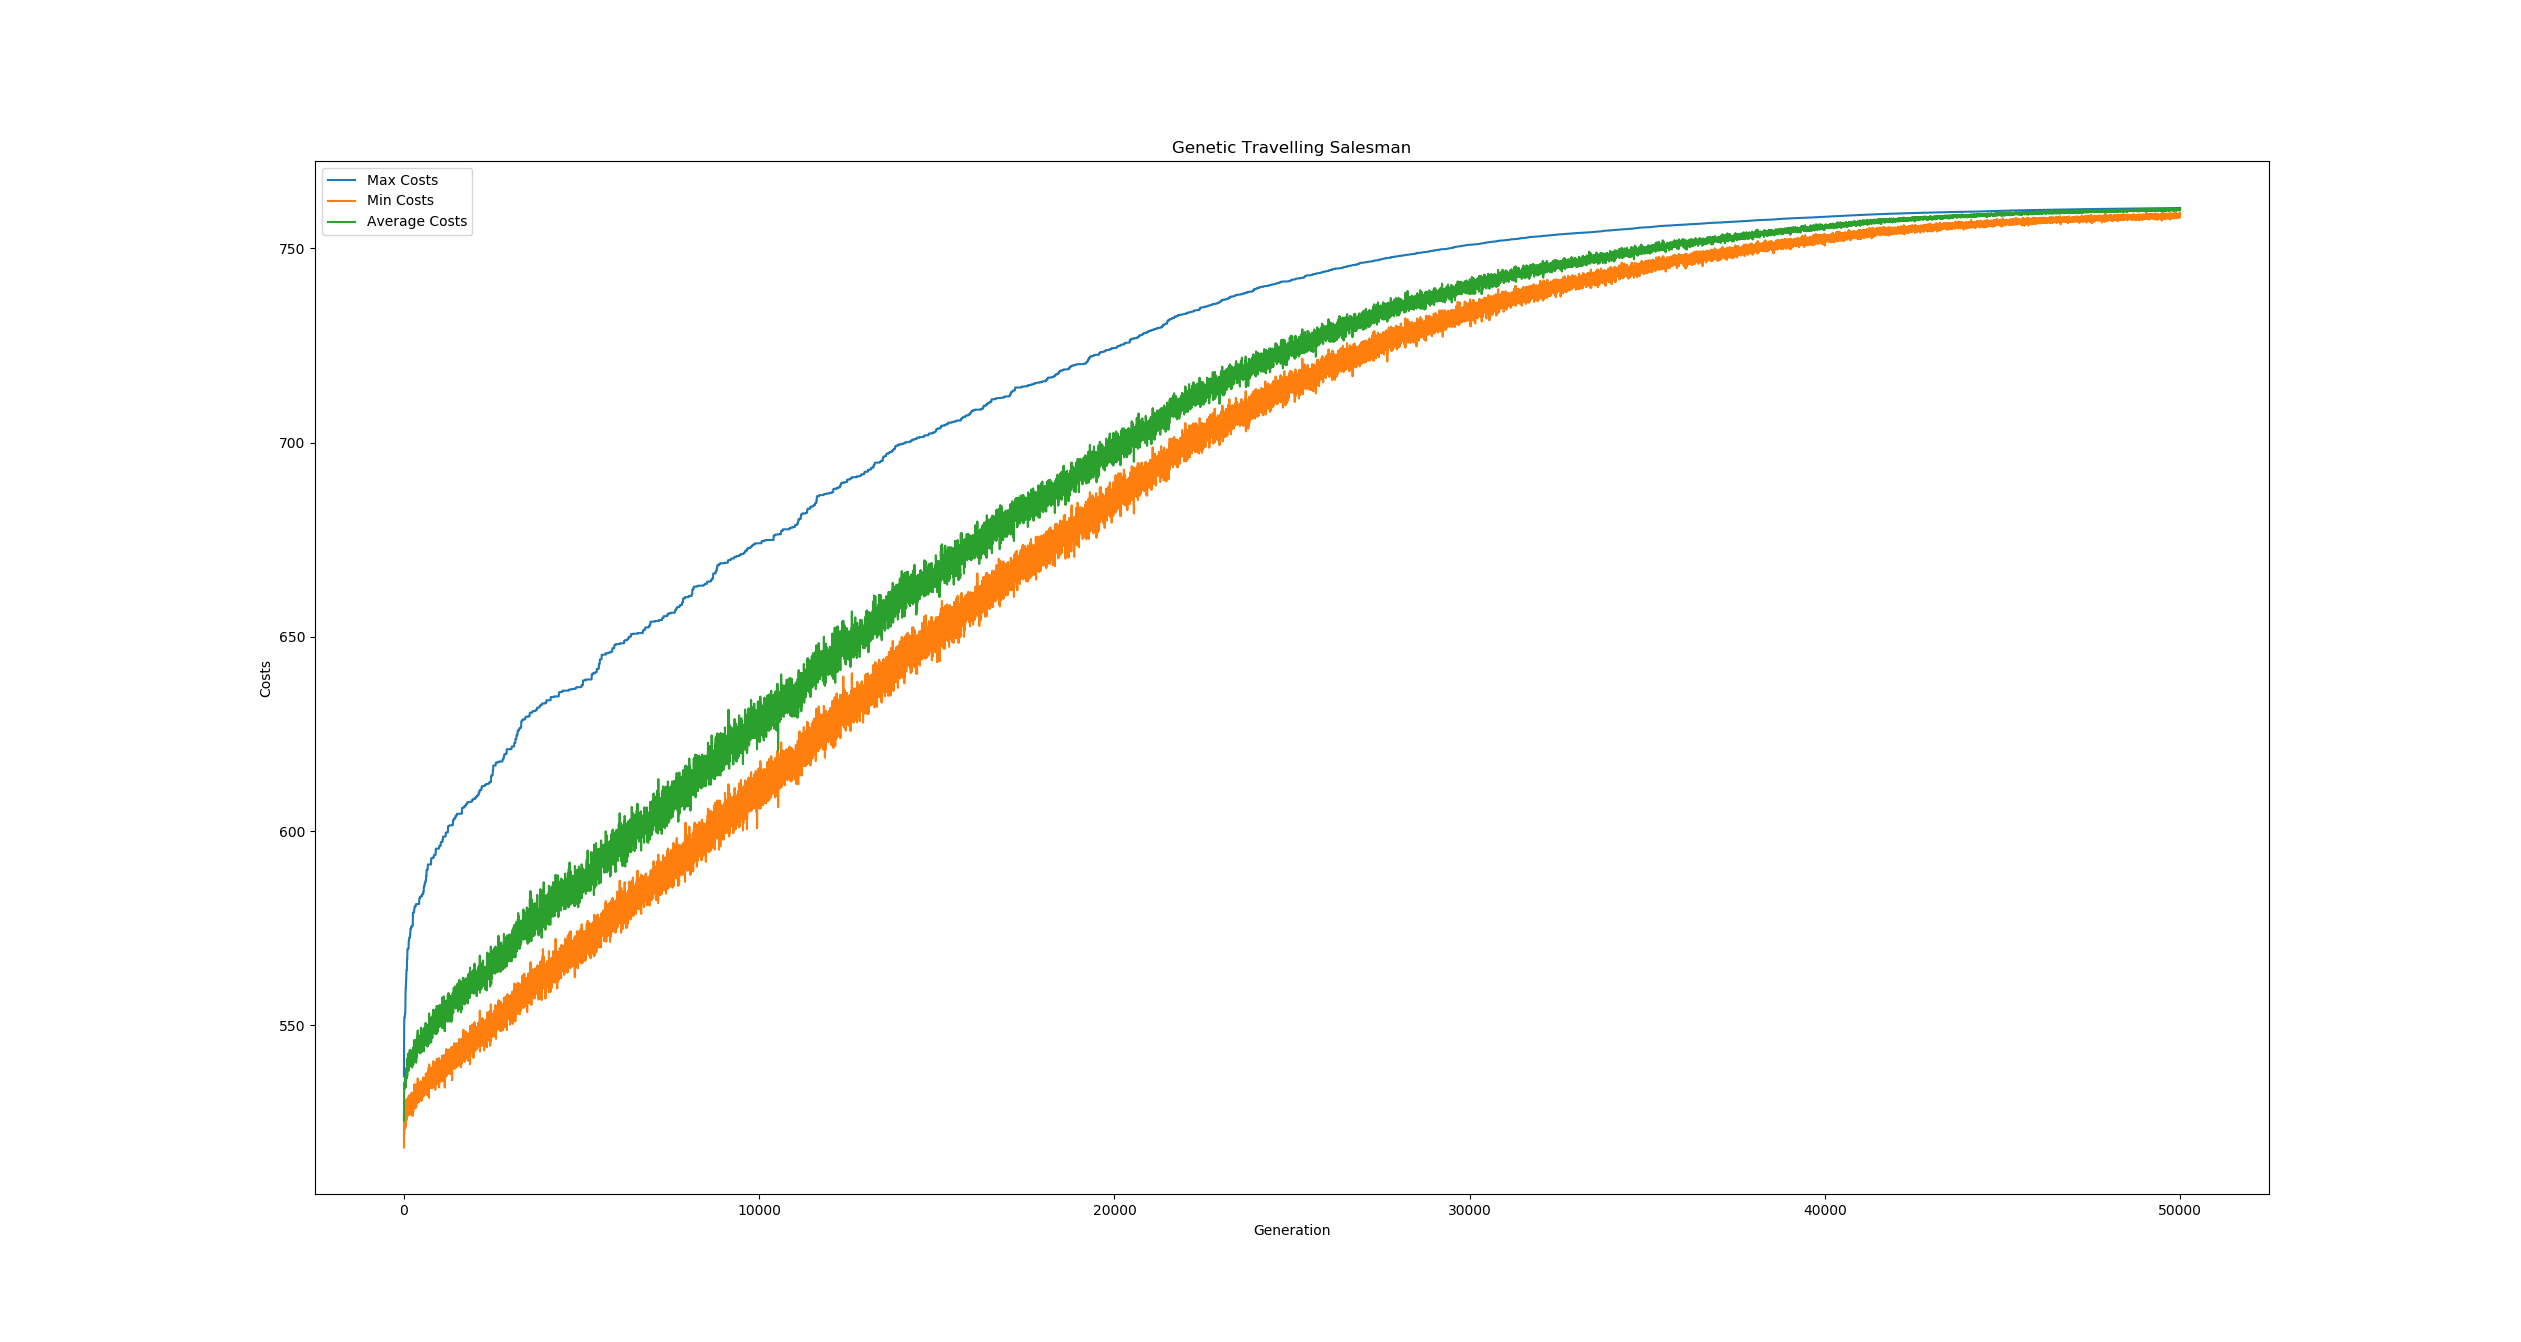 Genetic Travelling Salesman
Max Costs
Min Costs
Average Costs
750
700
650
600
550
Costs
0 10000 20000 30000 40000 50000
Generation